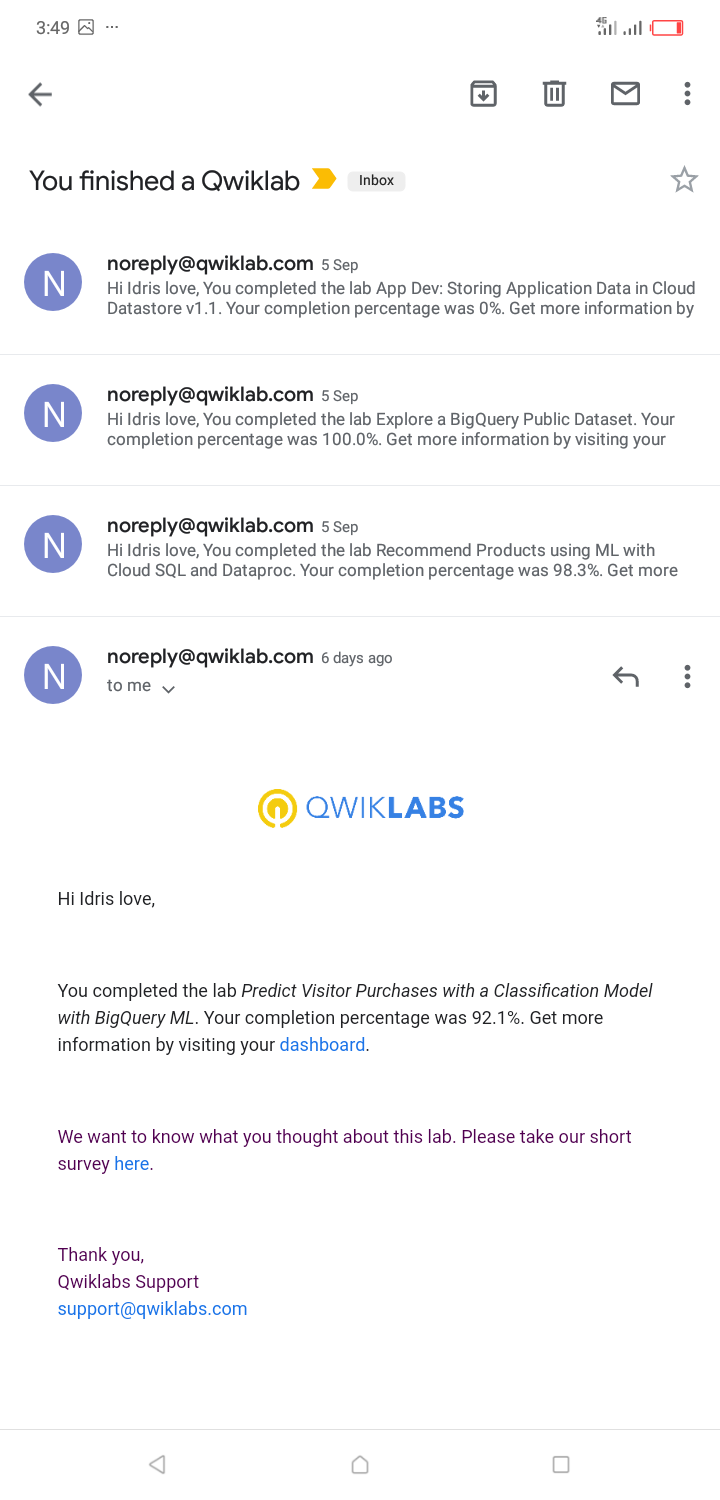 3:49 ...
4G
You finished a Qwiklab Inbox
N
noreply@qwiklab.com 5 Sep
Hi Idris love, You completed the lab App Dev: Storing Application Data in Cloud
Datastore v1.1. Your completion percentage was 0%. Get more information by
N
noreply@qwiklab.com 5 Sep
Hi Idris love, You completed the lab Explore a BigQuery Public Dataset. Your
completion percentage was 100.0%. Get more information by visiting your
N
noreply@qwiklab.com 5 Sep
Hi Idris love, You completed the lab Recommend Products using ML with
Cloud SQL and Dataproc. Your completion percentage was 98.3%. Get more
N
noreply@qwiklab.com 6 days ago
to me
QWIKLABS
Hi Idris love,
You completed the lab Predict Visitor Purchases with a Classification Model
with BigQuery ML. Your completion percentage was 92.1%. Get more
information by visiting your dashboard.
We want to know what you thought about this lab. Please take our short
survey here.
Thank you,
Qwiklabs Support
support@qwiklabs.com